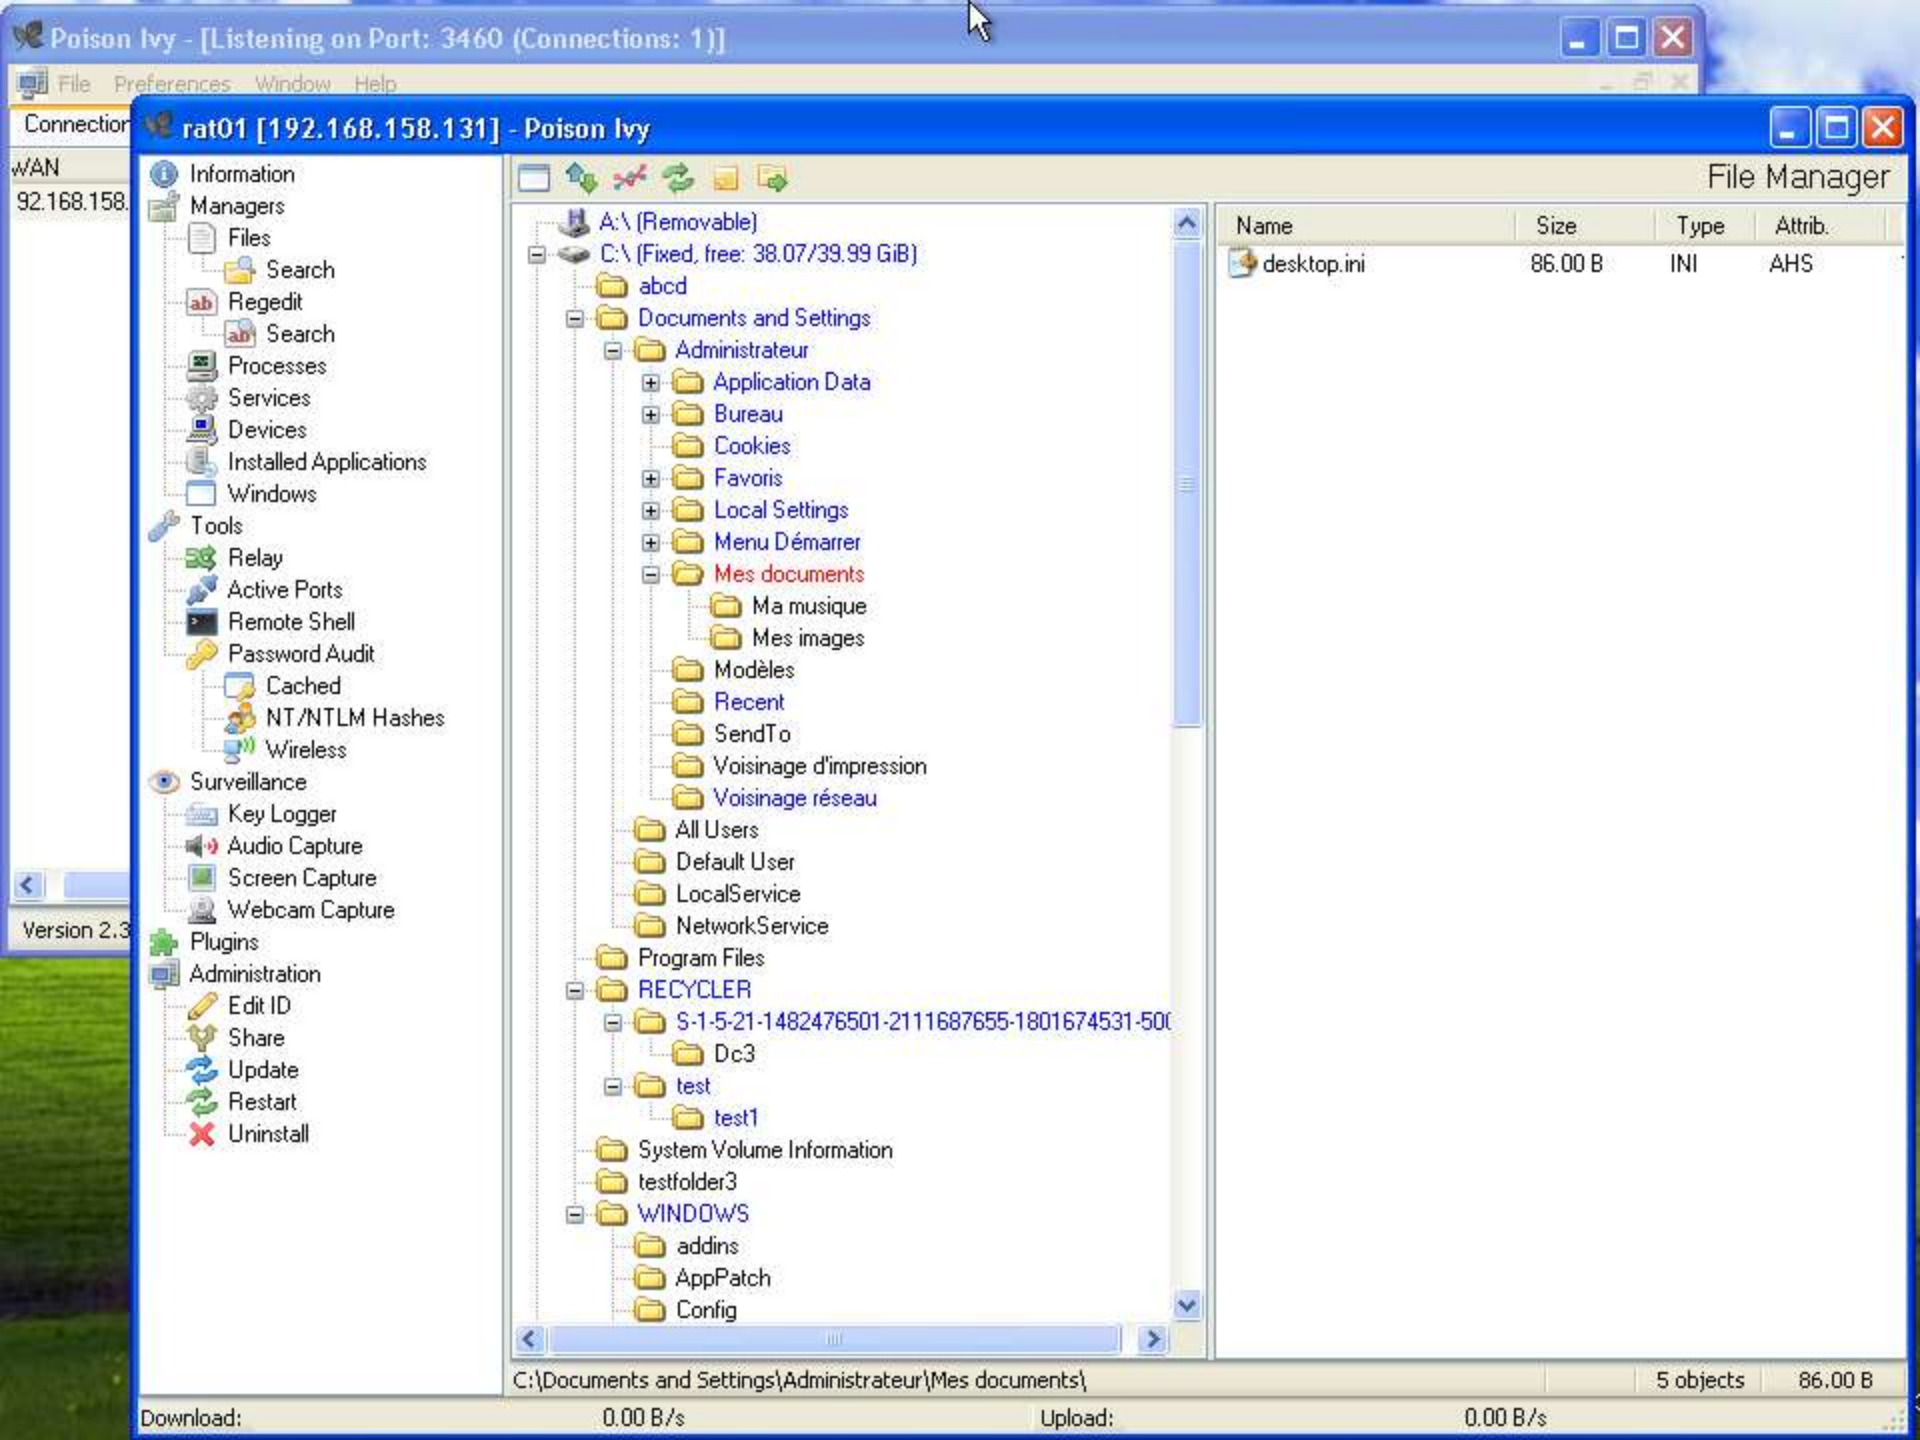 Poison Ivy - [Listening on Port: 3460 (Connections: 1)]
File Preferences Window Help
Connection
WAN
92.168.158.
Version 2.3
rat01 [192.168.158.131] - Poison Ivy
Information
Managers
Files
Search
Regedit
Search
Processes
Services
Devices
Installed Applications
Windows
Tools
Relay
Active Ports
Remote Shell
Password Audit
Cached
NT/NTLM Hashes
Wireless
Surveillance
Key Logger
Audio Capture
Screen Capture
Webcam Capture
Plugins
Administration
Edit ID
Share
Update
Restart
Uninstall
File Manager
A:\ (Removable)
C:\ (Fixed, free: 38.07/39.99 GiB)
abcd
Documents and Settings
Administrateur
Application Data
Bureau
Cookies
Favoris
Local Settings
Menu Démarrer
Mes documents
Ma musique
Mes images
Modèles
Recent
SendTo
Voisinage d'impression
Voisinage réseau
All Users
Default User
LocalService
NetworkService
Program Files
RECYCLER
S-1-5-21-1482476501-2111687655-1801674531-500
Dc3
test
test1
System Volume Information
testfolder3
WINDOWS
addins
AppPatch
Config
Name Size Type Attrib.
desktop.ini 86.00 B INI AHS
C:\Documents and Settings\Administrateur\Mes documents\ 5 objects 86.00 B
Download: 0.00 B/s Upload: 0.00 B/s